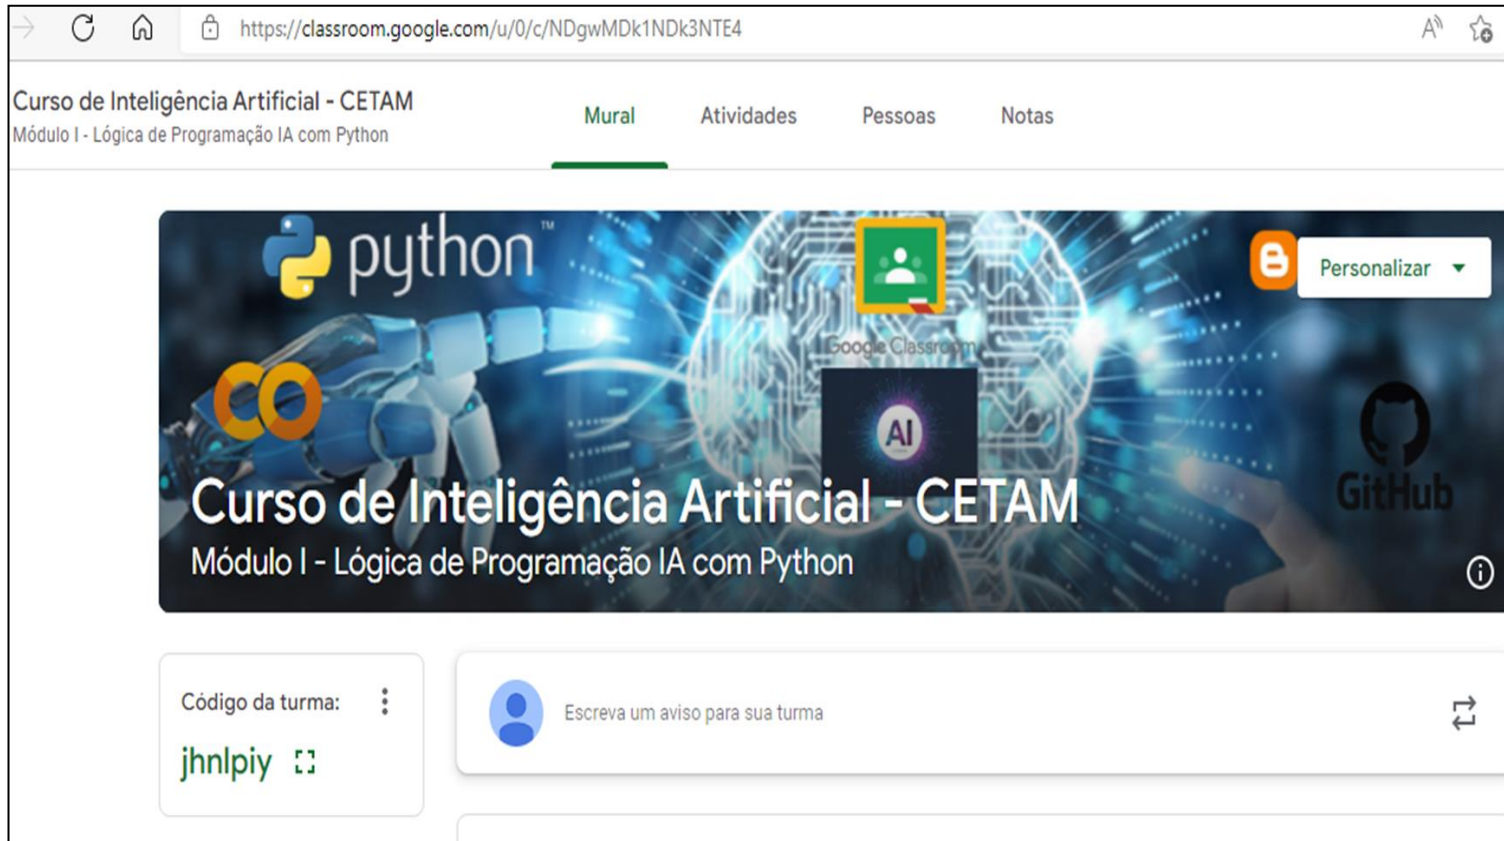 https://classroom.google.com/u/0/c/NDgwMDk1NDk3NTE4
Curso de Inteligência Artificial - CETAM
Módulo I - Lógica de Programação IA com Python
Mural
Atividades
Pessoas
Notas
python™
Google Classroom
Personalizar
AI
GitHub
Curso de Inteligência Artificial - CETAM
Módulo I - Lógica de Programação IA com Python
Código da turma:
jhnlpiy
Escreva um aviso para sua turma